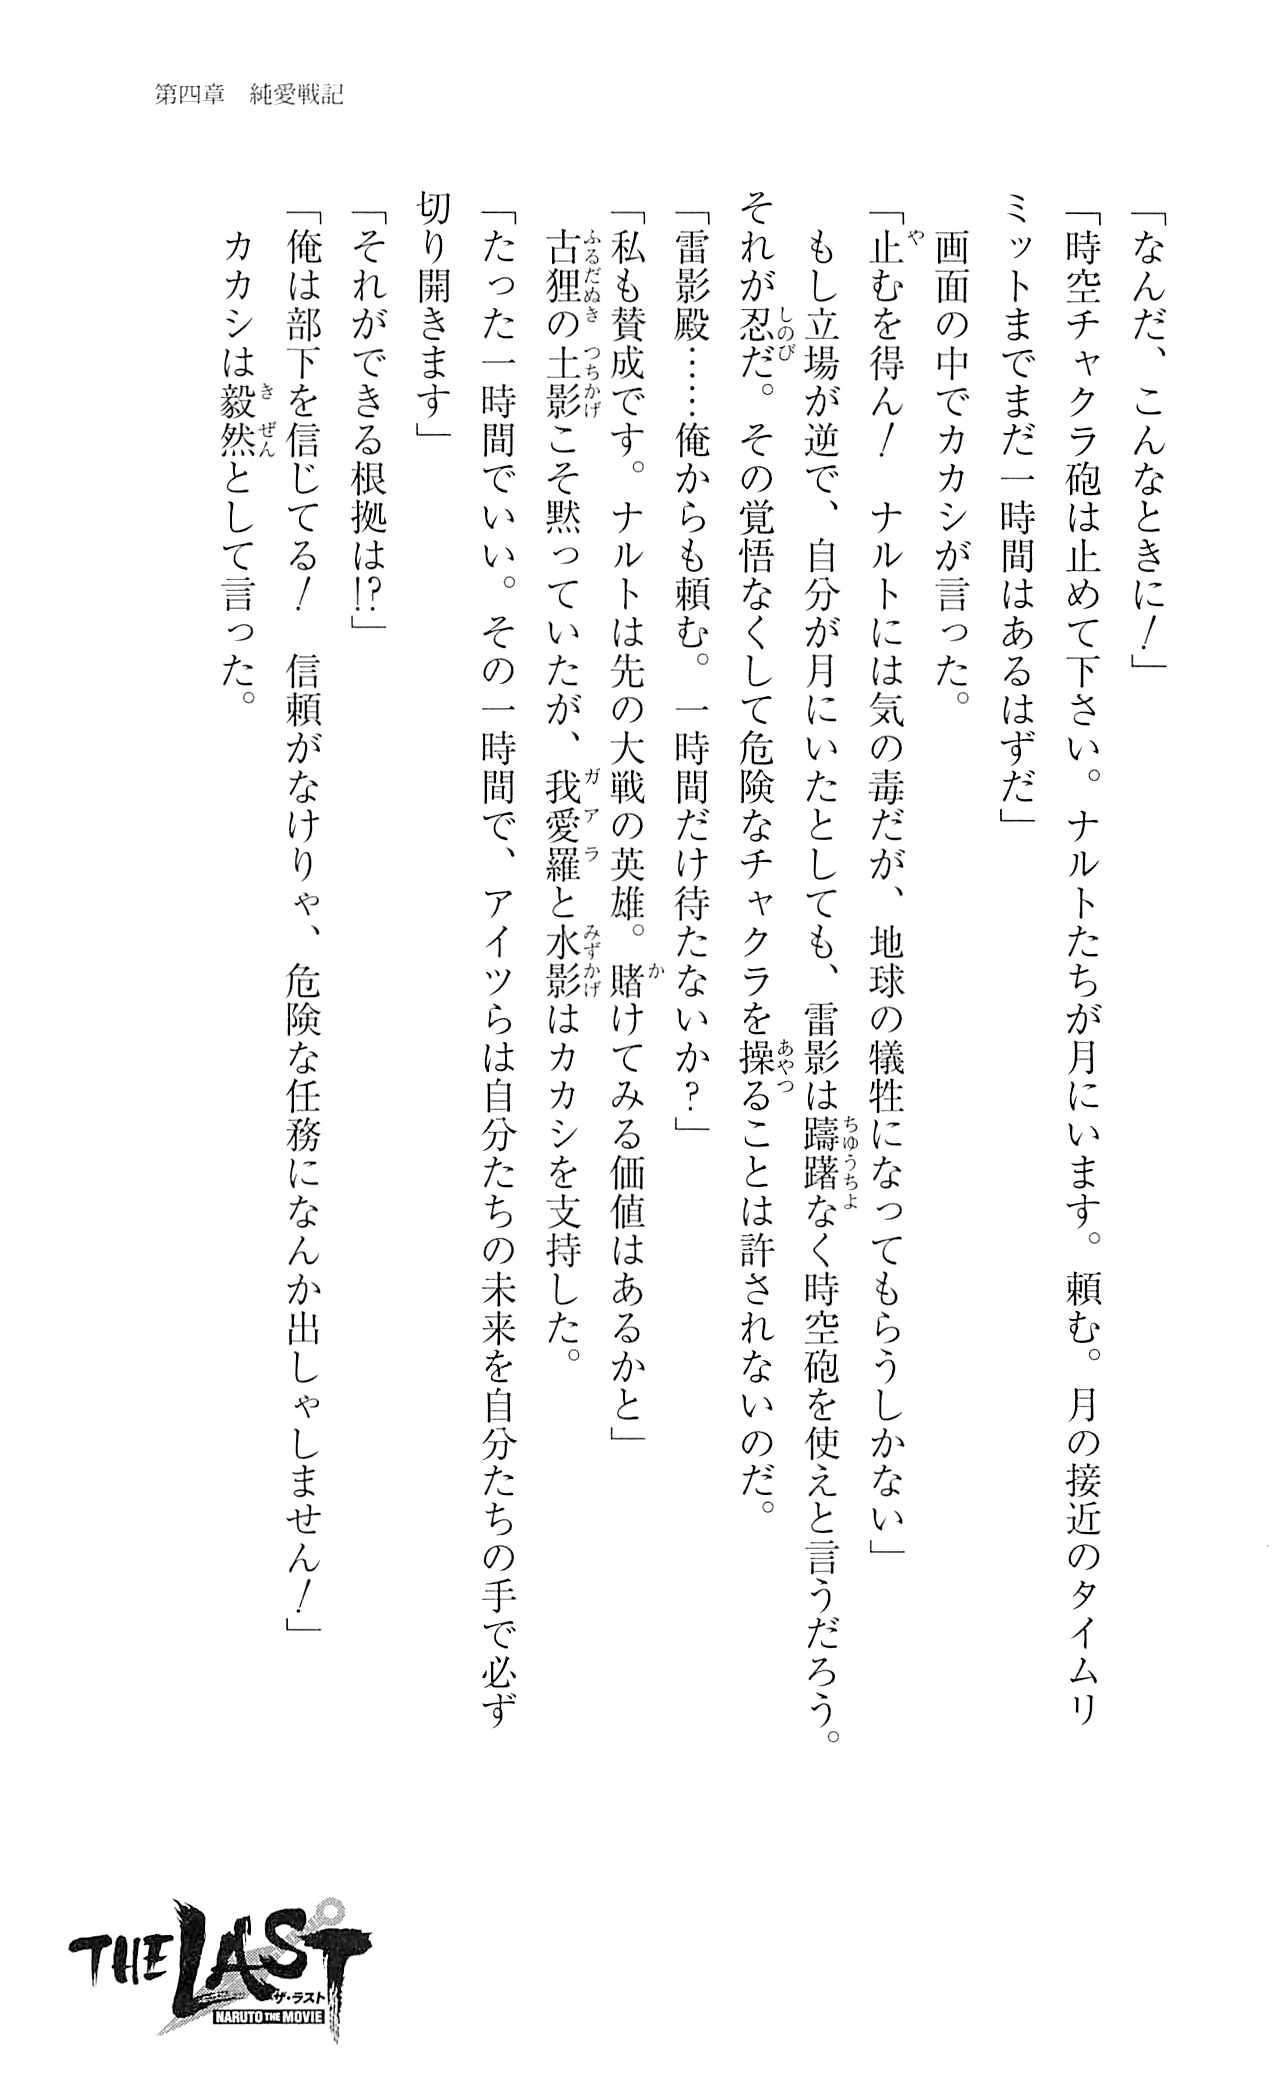 第四章　純愛戦記
「なんだ、こんなときに！」
「時空チャクラ砲は止めて下さい。ナルトたちが月にいます。頼む。月の接近のタイムリ
ミットまでまだ一時間はあるはずだ」
　画面の中でカカシが言った。
「止むを得ん！　ナルトには気の毒だが、地球の犠牲になってもらうしかない」
　もし立場が逆で、自分が月にいたとしても、雷影は躊躇なく時空砲を使えと言うだろう。
それが忍だ。その覚悟なくして危険なチャクラを操ることは許されないのだ。
「雷影殿……俺からも頼む。一時間だけ待たないか？」
「私も賛成です。ナルトは先の大戦の英雄。賭けてみる価値はあるかと」
　古狸の土影こそ黙っていたが、我愛羅と水影はカカシを支持した。
「たった一時間でいい。その一時間で、アイツらは自分たちの未来を自分たちの手で必ず
切り開きます」
「それができる根拠は!?」
「俺は部下を信じてる！　信頼がなけりゃ、危険な任務になんか出しゃしません！」
　カカシは毅然として言った。
THE LAST
ザ・ラスト
NARUTO THE MOVIE